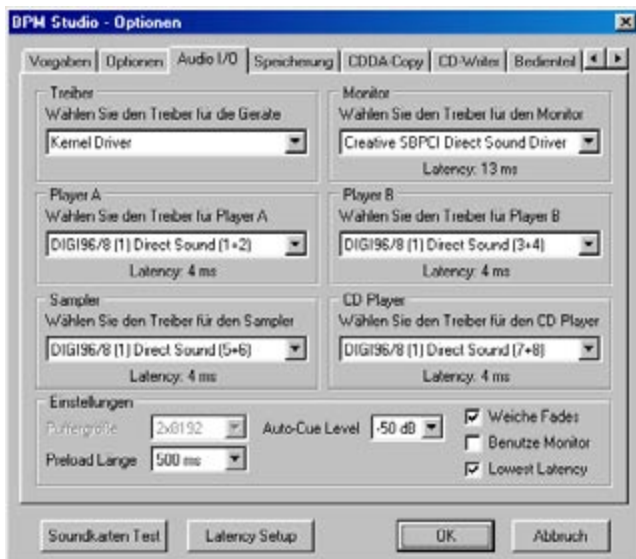 BPM Studio - Optionen
Vorgaben Optionen Audio I/O Speicherung CDDA-Copy CD-Writer Bedienteil
Treiber
Wählen Sie den Treiber für die Geräte
Kernel Driver
Monitor
Wählen Sie den Treiber für den Monitor
Creative SBPCI Direct Sound Driver
Latency: 13 ms
Player A
Wählen Sie den Treiber für Player A
DIGI96/8 (1) Direct Sound (1+2)
Latency: 4 ms
Player B
Wählen Sie den Treiber für Player B
DIGI96/8 (1) Direct Sound (3+4)
Latency: 4 ms
Sampler
Wählen Sie den Treiber für den Sampler
DIGI96/8 (1) Direct Sound (5+6)
Latency: 4 ms
CD Player
Wählen Sie den Treiber für den CD Player
DIGI96/8 (1) Direct Sound (7+8)
Latency: 4 ms
Einstellungen
Puffergröße 2x8192
Preload Länge 500 ms
Auto-Cue Level -50 dB
Weiche Fades
Benutze Monitor
Lowest Latency
Soundkarten Test Latency Setup OK Abbruch